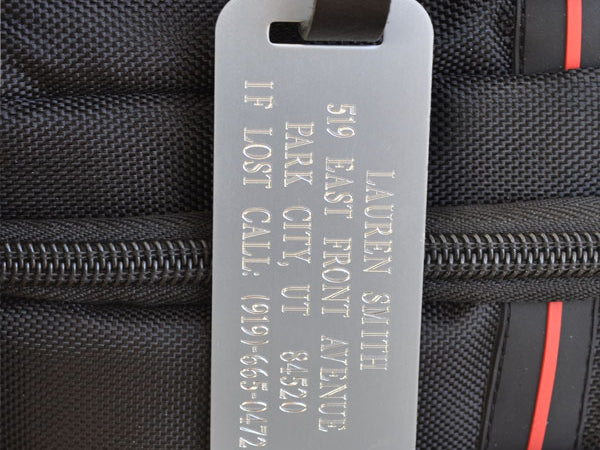 LAUREN SMITH
519 EAST FRONT AVENUE
PARK CITY, UT 84520
IF LOST CALL: (919)-665-0472